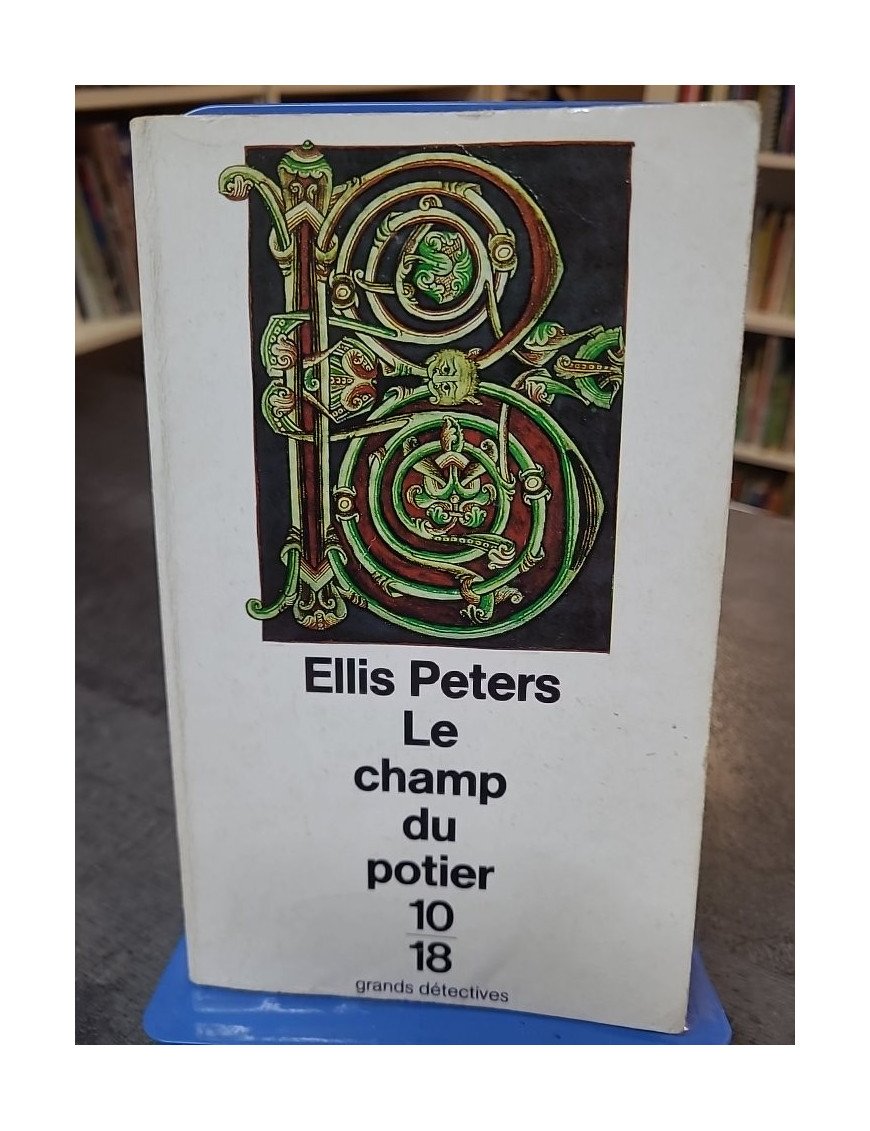 Ellis Peters
Le
champ
du
potier
10
18
grands détectives